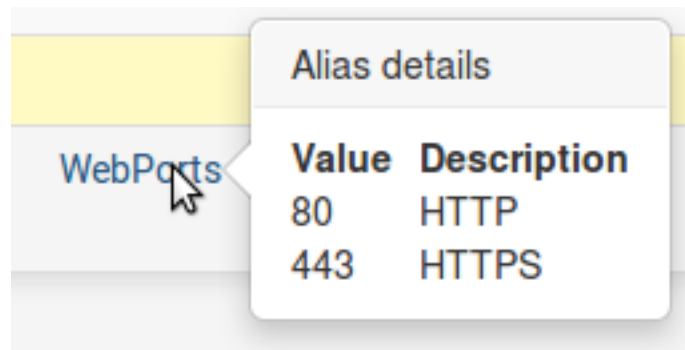 Alias details
WebPorts
Value Description
80 HTTP
443 HTTPS